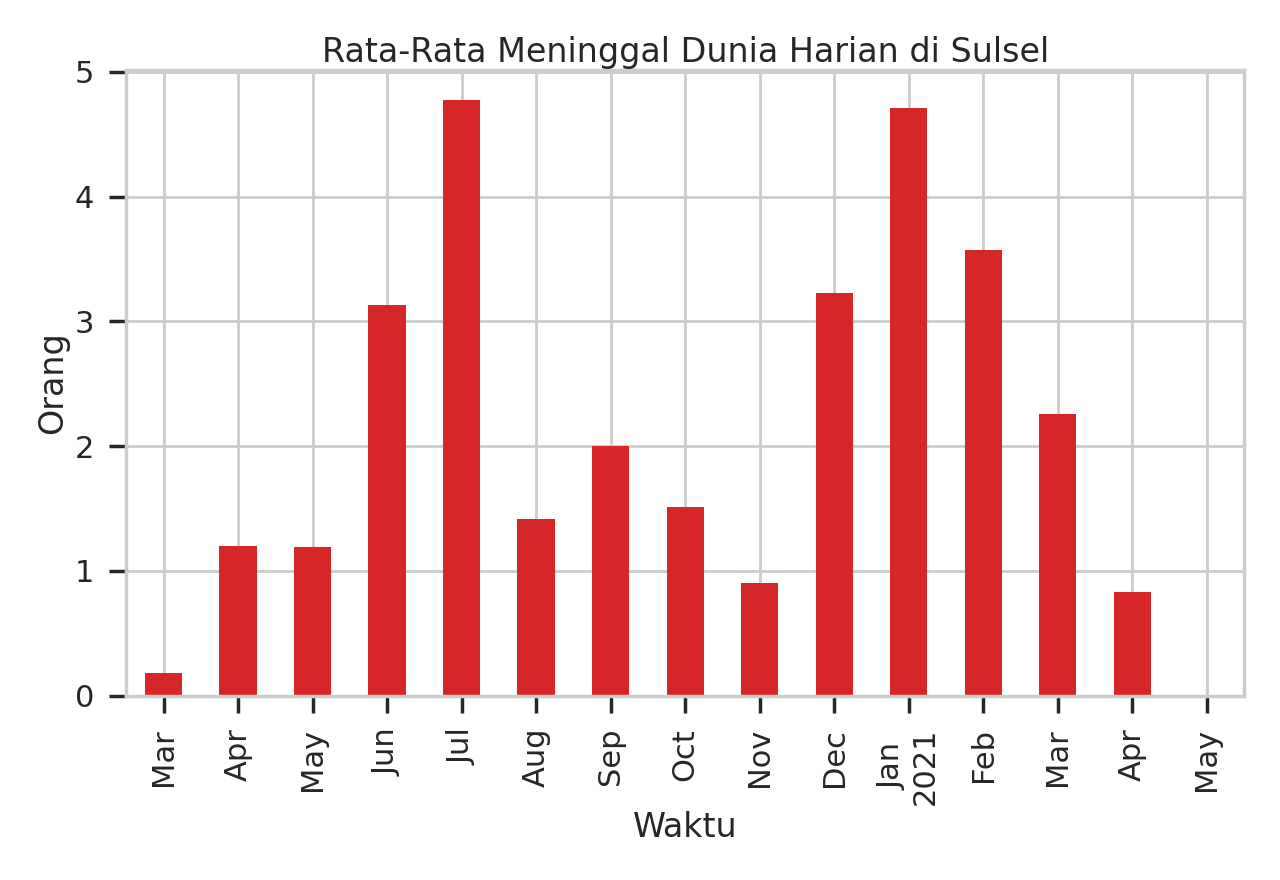 Rata-Rata Meninggal Dunia Harian di Sulsel
5
4
3
2
1
0
Orang
Mar
Apr
May
Jun
Jul
Aug
Sep
Oct
Nov
Dec
Jan
2021
Feb
Mar
Apr
May
Waktu